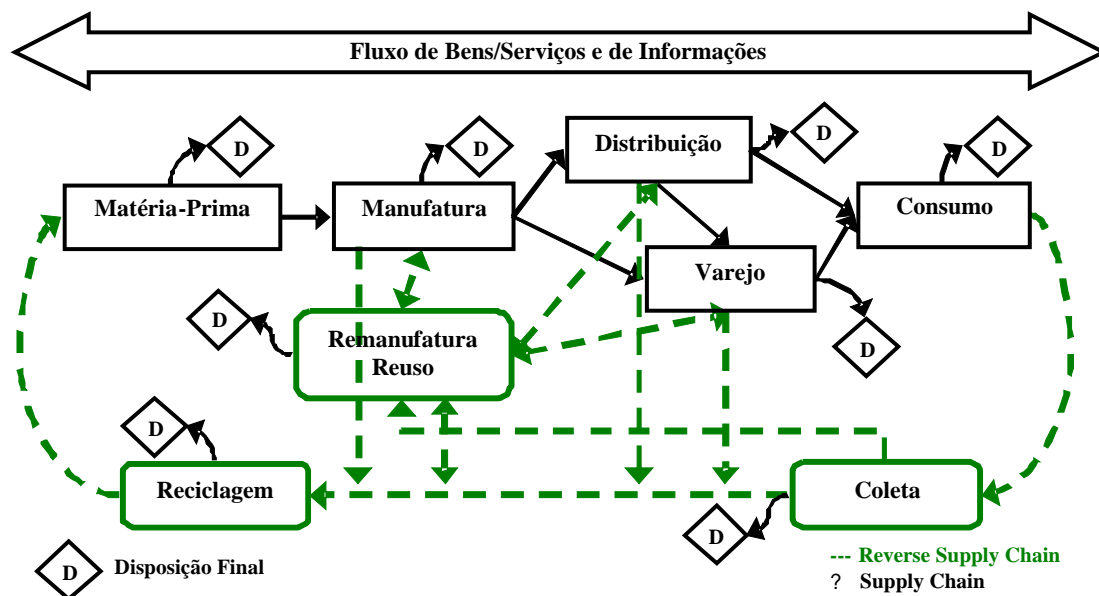 Fluxo de Bens/Serviços e de Informações
D
D
Distribuição
D
D
Matéria-Prima
Manufatura
Consumo
Varejo
D
Remanufatura
Reuso
D
D
Reciclagem
Coleta
D
D
Disposição Final
--- Reverse Supply Chain
? Supply Chain